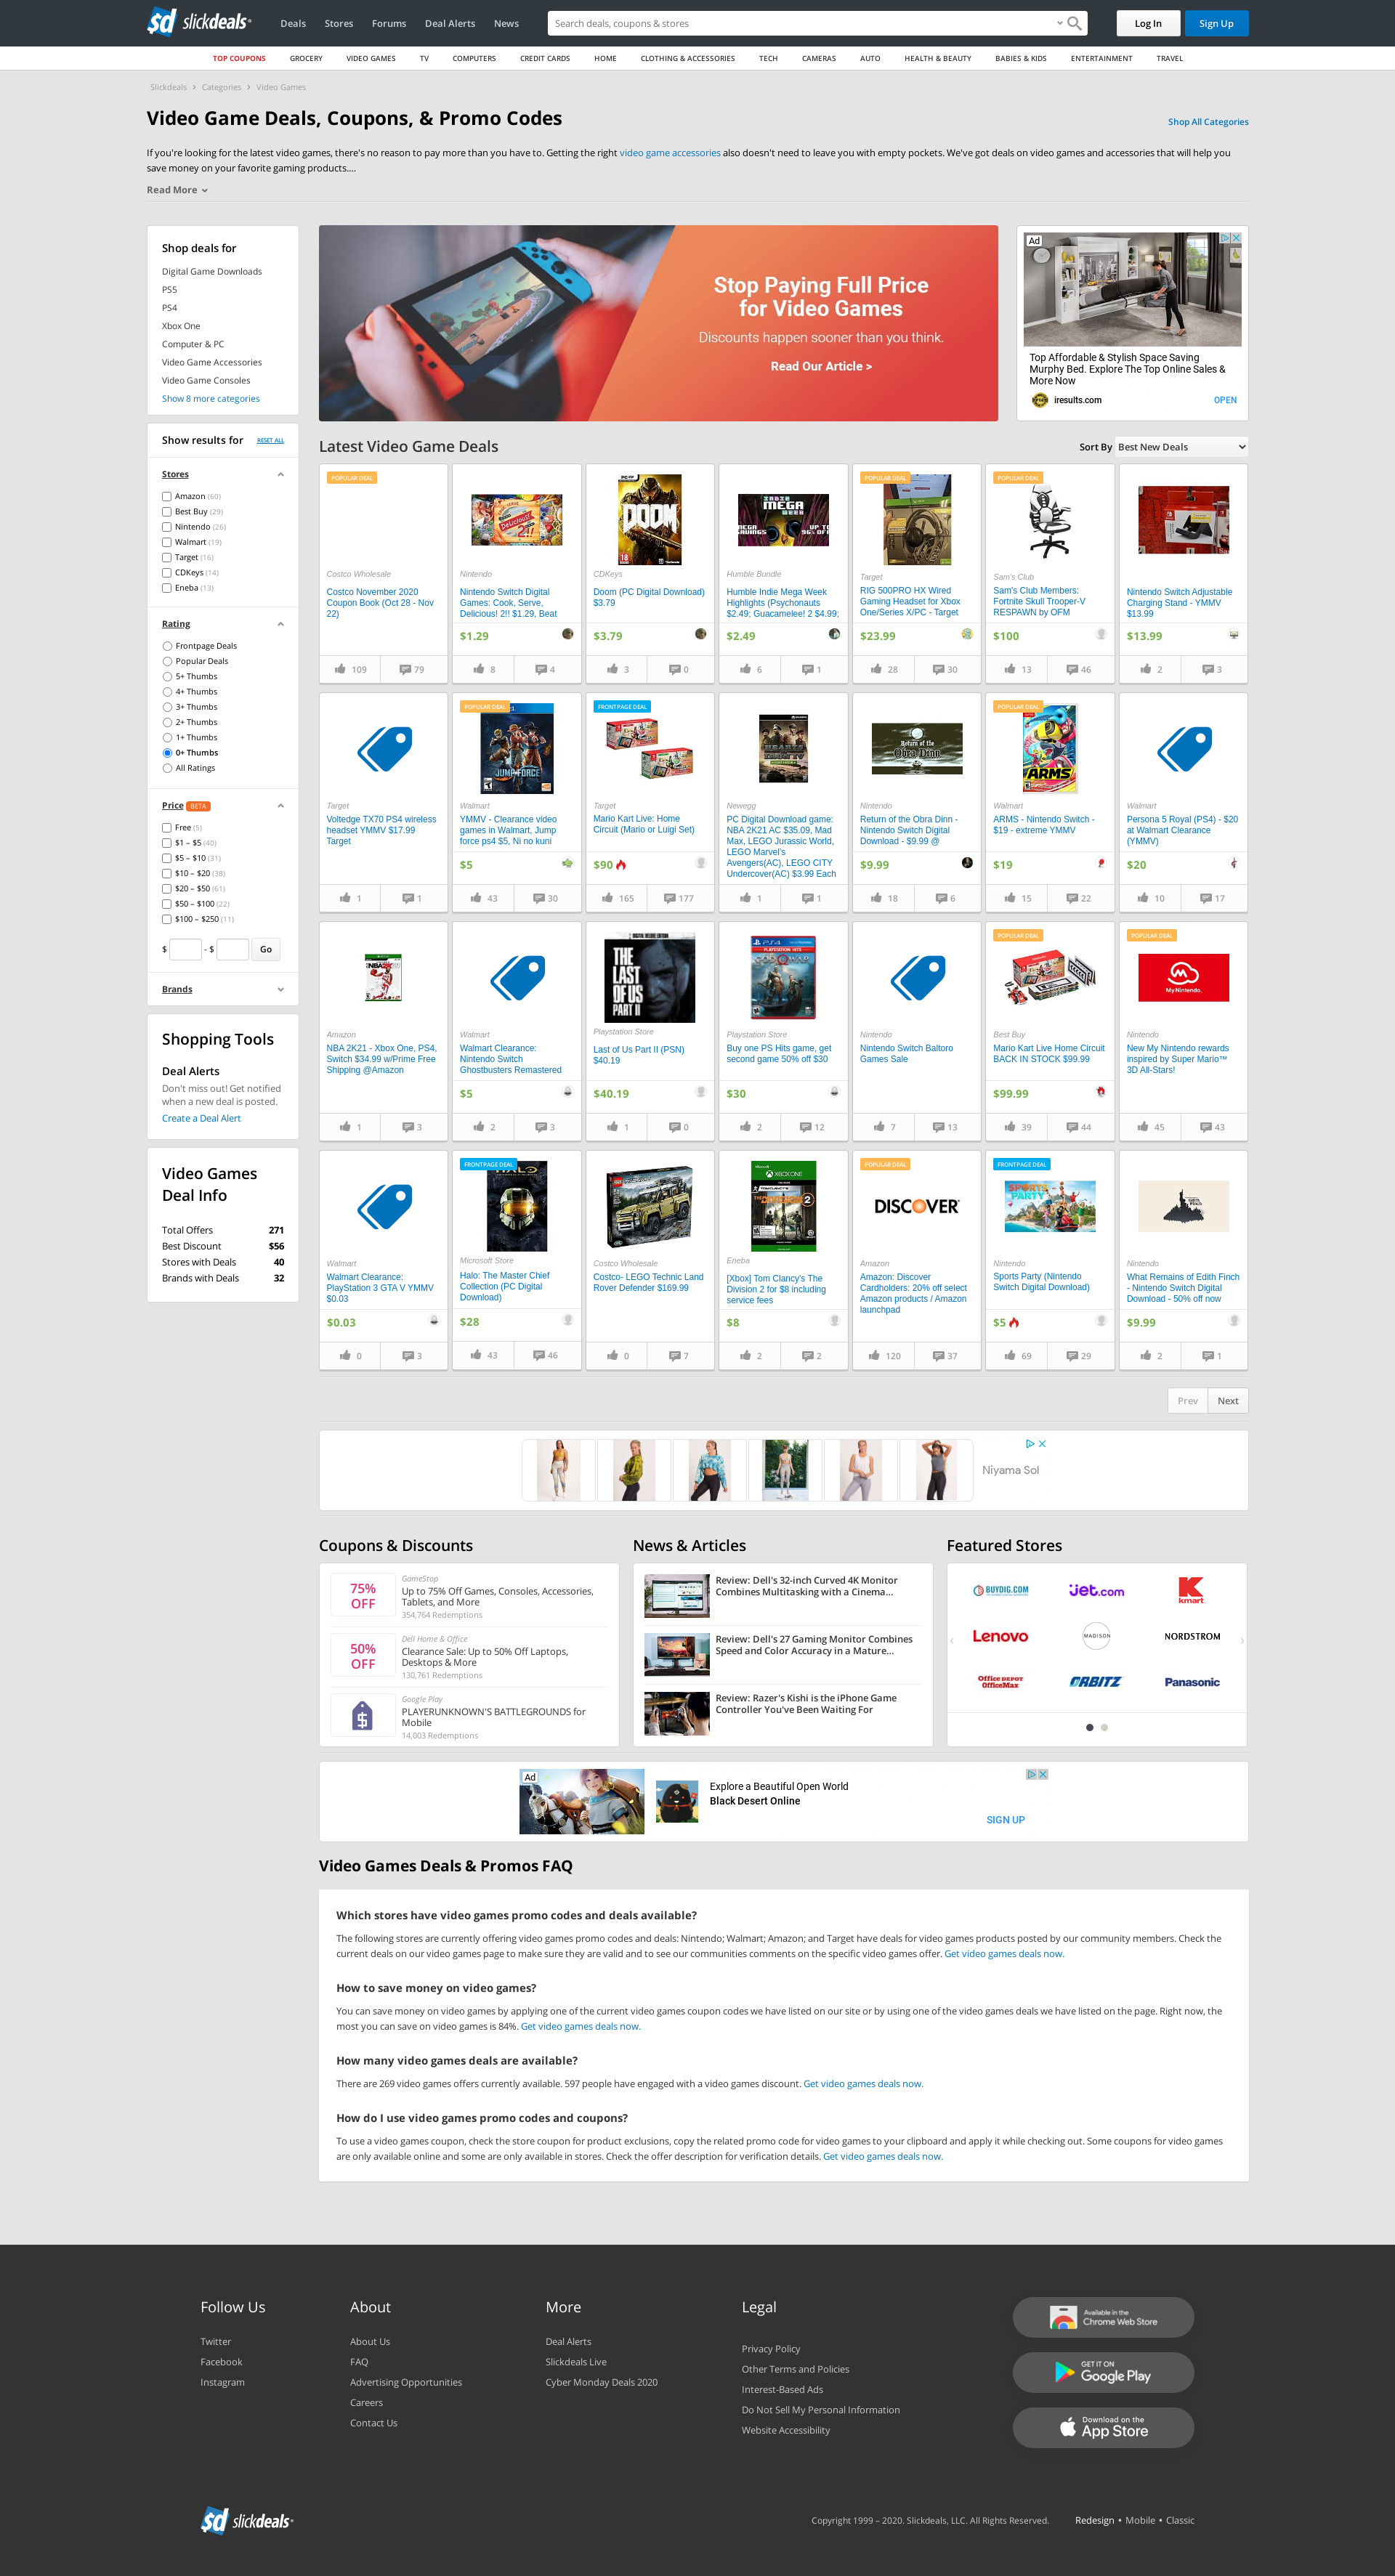 slickdeals
Deals
Stores
Forums
Deal Alerts
News
Search deals, coupons & stores
Log In
Sign Up
TOP COUPONS
GROCERY
VIDEO GAMES
TV
COMPUTERS
CREDIT CARDS
HOME
CLOTHING & ACCESSORIES
TECH
CAMERAS
AUTO
HEALTH & BEAUTY
BABIES & KIDS
ENTERTAINMENT
TRAVEL
Slickdeals › Categories › Video Games
Video Game Deals, Coupons, & Promo Codes
Shop All Categories
If you're looking for the latest video games, there's no reason to pay more than you have to. Getting the right video game accessories also doesn't need to leave you with empty pockets. We've got deals on video games and accessories that will help you
save money on your favorite gaming products....
Read More
Shop deals for
Digital Game Downloads
PS5
PS4
Xbox One
Computer & PC
Video Game Accessories
Video Game Consoles
Show 8 more categories
Show results for
RESET ALL
Stores
Amazon (60)
Best Buy (29)
Nintendo (26)
Walmart (19)
Target (16)
CDKeys (14)
Eneba (13)
Rating
Frontpage Deals
Popular Deals
5+ Thumbs
4+ Thumbs
3+ Thumbs
2+ Thumbs
1+ Thumbs
0+ Thumbs
All Ratings
Price BETA
Free (5)
$1 – $5 (40)
$5 – $10 (31)
$10 – $20 (38)
$20 – $50 (61)
$50 – $100 (22)
$100 – $250 (11)
$ - $ Go
Brands
Shopping Tools
Deal Alerts
Don't miss out! Get notified
when a new deal is posted.
Create a Deal Alert
Video Games
Deal Info
Total Offers 271
Best Discount $56
Stores with Deals 40
Brands with Deals 32
Stop Paying Full Price
for Video Games
Discounts happen sooner than you think.
Read Our Article >
Ad
Top Affordable & Stylish Space Saving
Murphy Bed. Explore The Top Online Sales &
More Now
iresults.com
OPEN
Latest Video Game Deals
Sort By Best New Deals
POPULAR DEAL
Costco Wholesale
Costco November 2020
Coupon Book (Oct 28 - Nov
22)
109 79
Delicious! 2!!
Nintendo
Nintendo Switch Digital
Games: Cook, Serve,
Delicious! 2!! $1.29, Beat
$1.29
8 4
DOOM
18
CDKeys
Doom (PC Digital Download)
$3.79
$3.79
3 0
INDIE
MEGA
WEEK
MEGA
SAVINGS
UP TO
96% OFF
Humble Bundle
Humble Indie Mega Week
Highlights (Psychonauts
$2.49; Guacamelee! 2 $4.99;
$2.49
6 1
POPULAR DEAL
Target
RIG 500PRO HX Wired
Gaming Headset for Xbox
One/Series X/PC - Target
$23.99
28 30
POPULAR DEAL
Sam's Club
Sam's Club Members:
Fortnite Skull Trooper-V
RESPAWN by OFM
$100
13 46
Nintendo Switch Adjustable
Charging Stand - YMMV
$13.99
$13.99
2 3
Target
Voltedge TX70 PS4 wireless
headset YMMV $17.99
Target
1 1
POPULAR DEAL
JUMP FORCE
Walmart
YMMV - Clearance video
games in Walmart, Jump
force ps4 $5, Ni no kuni
$5
43 30
FRONTPAGE DEAL
Target
Mario Kart Live: Home
Circuit (Mario or Luigi Set)
$90
165 177
Newegg
PC Digital Download game:
NBA 2K21 AC $35.09, Mad
Max, LEGO Jurassic World,
LEGO Marvel's
Avengers(AC), LEGO CITY
Undercover(AC) $3.99 Each
1 1
Return of the
Obra Dinn
Nintendo
Return of the Obra Dinn -
Nintendo Switch Digital
Download - $9.99 @
$9.99
18 6
POPULAR DEAL
ARMS
Walmart
ARMS - Nintendo Switch -
$19 - extreme YMMV
$19
15 22
Walmart
Persona 5 Royal (PS4) - $20
at Walmart Clearance
(YMMV)
$20
10 17
NBA2K
Amazon
NBA 2K21 - Xbox One, PS4,
Switch $34.99 w/Prime Free
Shipping @Amazon
1 3
Walmart
Walmart Clearance:
Nintendo Switch
Ghostbusters Remastered
$5
2 3
DIGITAL DELUXE EDITION
THE
LAST
OF US
PART II
Playstation Store
Last of Us Part II (PSN)
$40.19
$40.19
1 0
PS4
PLAYSTATION HITS
GOD OF WAR
Playstation Store
Buy one PS Hits game, get
second game 50% off $30
$30
2 12
Nintendo
Nintendo Switch Baltoro
Games Sale
7 13
POPULAR DEAL
Best Buy
Mario Kart Live Home Circuit
BACK IN STOCK $99.99
$99.99
39 44
POPULAR DEAL
My Nintendo
Nintendo
New My Nintendo rewards
inspired by Super Mario™
3D All-Stars!
45 43
Walmart
Walmart Clearance:
PlayStation 3 GTA V YMMV
$0.03
$0.03
0 3
FRONTPAGE DEAL
HALO
Microsoft Store
Halo: The Master Chief
Collection (PC Digital
Download)
$28
43 46
Costco Wholesale
Costco- LEGO Technic Land
Rover Defender $169.99
0 7
XBOX ONE
THE DIVISION 2
Eneba
[Xbox] Tom Clancy's The
Division 2 for $8 including
service fees
$8
2 2
POPULAR DEAL
DISCOVER
Amazon
Amazon: Discover
Cardholders: 20% off select
Amazon products / Amazon
launchpad
120 37
FRONTPAGE DEAL
SPORTS
PARTY
Nintendo
Sports Party (Nintendo
Switch Digital Download)
$5
69 29
Nintendo
What Remains of Edith Finch
- Nintendo Switch Digital
Download - 50% off now
$9.99
2 1
Prev
Next
Niyama Sol
Coupons & Discounts
75%
OFF
GameStop
Up to 75% Off Games, Consoles, Accessories,
Tablets, and More
354,764 Redemptions
50%
OFF
Dell Home & Office
Clearance Sale: Up to 50% Off Laptops,
Desktops & More
130,761 Redemptions
Google Play
PLAYERUNKNOWN'S BATTLEGROUNDS for
Mobile
14,003 Redemptions
News & Articles
Review: Dell's 32-inch Curved 4K Monitor
Combines Multitasking with a Cinema...
Review: Dell's 27 Gaming Monitor Combines
Speed and Color Accuracy in a Mature...
Review: Razer's Kishi is the iPhone Game
Controller You've Been Waiting For
Featured Stores
BUYDIG.COM
jet.com
kmart
Lenovo
MADISON
NORDSTROM
Office DEPOT
OfficeMax
ORBITZ
Panasonic
Ad
Explore a Beautiful Open World
Black Desert Online
SIGN UP
Video Games Deals & Promos FAQ
Which stores have video games promo codes and deals available?
The following stores are currently offering video games promo codes and deals: Nintendo; Walmart; Amazon; and Target have deals for video games products posted by our community members. Check the
current deals on our video games page to make sure they are valid and to see our communities comments on the specific video games offer. Get video games deals now.
How to save money on video games?
You can save money on video games by applying one of the current video games coupon codes we have listed on our site or by using one of the video games deals we have listed on the page. Right now, the
most you can save on video games is 84%. Get video games deals now.
How many video games deals are available?
There are 269 video games offers currently available. 597 people have engaged with a video games discount. Get video games deals now.
How do I use video games promo codes and coupons?
To use a video games coupon, check the store coupon for product exclusions, copy the related promo code for video games to your clipboard and apply it while checking out. Some coupons for video games
are only available online and some are only available in stores. Check the offer description for verification details. Get video games deals now.
Follow Us
Twitter
Facebook
Instagram
About
About Us
FAQ
Advertising Opportunities
Careers
Contact Us
More
Deal Alerts
Slickdeals Live
Cyber Monday Deals 2020
Legal
Privacy Policy
Other Terms and Policies
Interest-Based Ads
Do Not Sell My Personal Information
Website Accessibility
Available in the
Chrome Web Store
GET IT ON
Google Play
Download on the
App Store
slickdeals
Copyright 1999 – 2020. Slickdeals, LLC. All Rights Reserved.
Redesign • Mobile • Classic